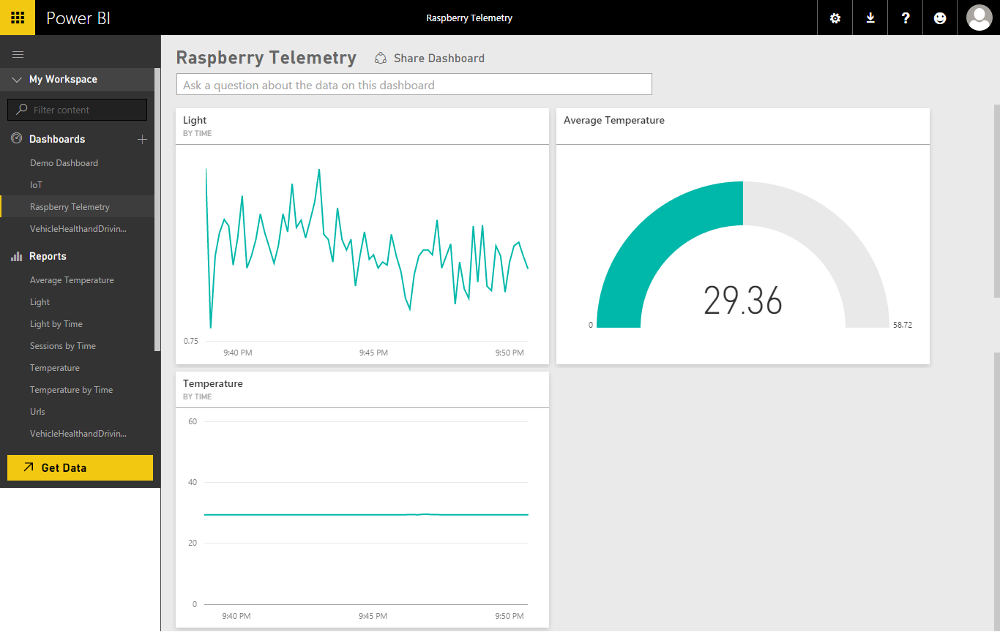 Power BI
Raspberry Telemetry
?
My Workspace
Filter content
Dashboards
Demo Dashboard
IoT
Raspberry Telemetry
VehicleHealthandDrivin...
Reports
Average Temperature
Light
Light by Time
Sessions by Time
Temperature
Temperature by Time
Urls
VehicleHealthandDrivin...
Get Data
Raspberry Telemetry
Share Dashboard
Ask a question about the data on this dashboard
Light
BY TIME
0.75
9:40 PM 9:45 PM 9:50 PM
Average Temperature
29.36
0 58.72
Temperature
BY TIME
60
40
20
0
9:40 PM 9:45 PM 9:50 PM